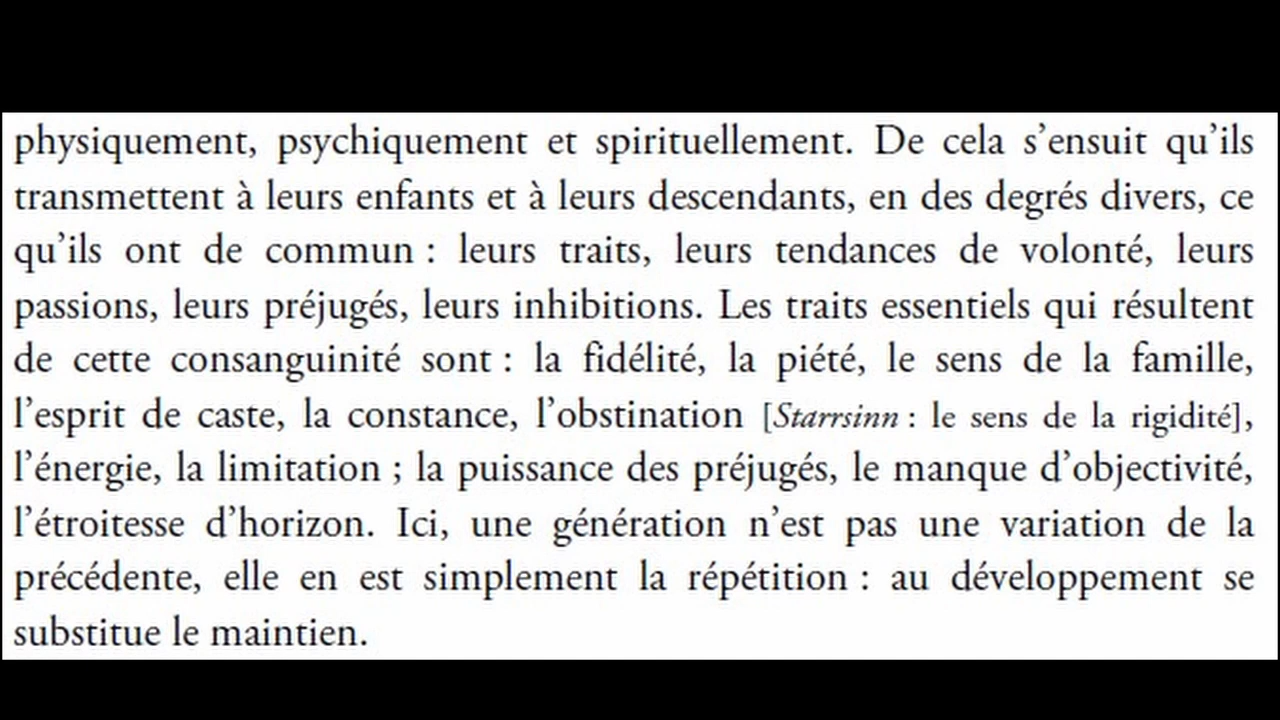 physiquement, psychiquement et spirituellement. De cela s'ensuit qu'ils
transmettent à leurs enfants et à leurs descendants, en des degrés divers, ce
qu'ils ont de commun : leurs traits, leurs tendances de volonté, leurs
passions, leurs préjugés, leurs inhibitions. Les traits essentiels qui résultent
de cette consanguinité sont : la fidélité, la piété, le sens de la famille,
l'esprit de caste, la constance, l'obstination [Starrsinn : le sens de la rigidité],
l'énergie, la limitation ; la puissance des préjugés, le manque d'objectivité,
l'étroitesse d'horizon. Ici, une génération n'est pas une variation de la
précédente, elle en est simplement la répétition : au développement se
substitue le maintien.